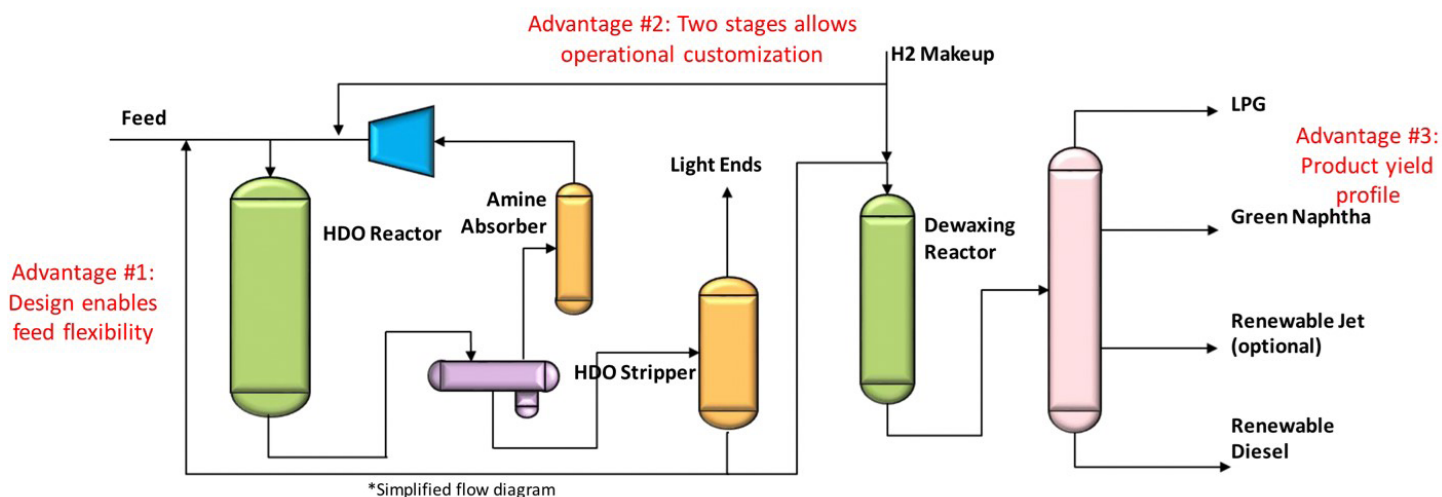 Advantage #2: Two stages allows
operational customization
H2 Makeup
Feed
LPG
Advantage #3:
Product yield
profile
Light Ends
Amine
Absorber
HDO Reactor
Dewaxing
Reactor
Green Naphtha
Advantage #1:
Design enables
feed flexibility
Renewable Jet
(optional)
HDO Stripper
Renewable
Diesel
*Simplified flow diagram